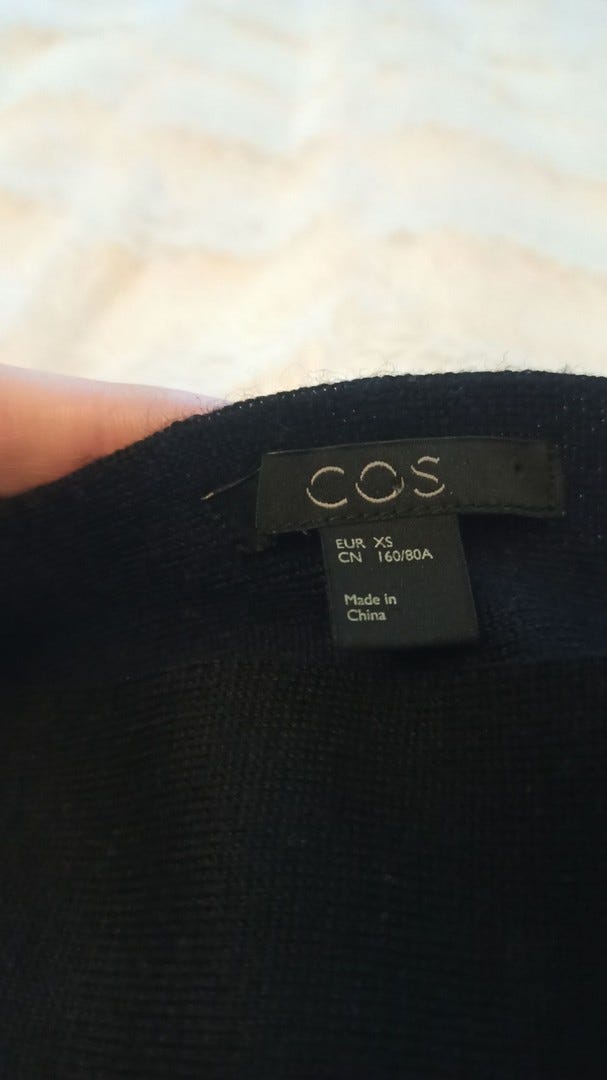 COS
EUR XS
CN 160/80A
Made in
China